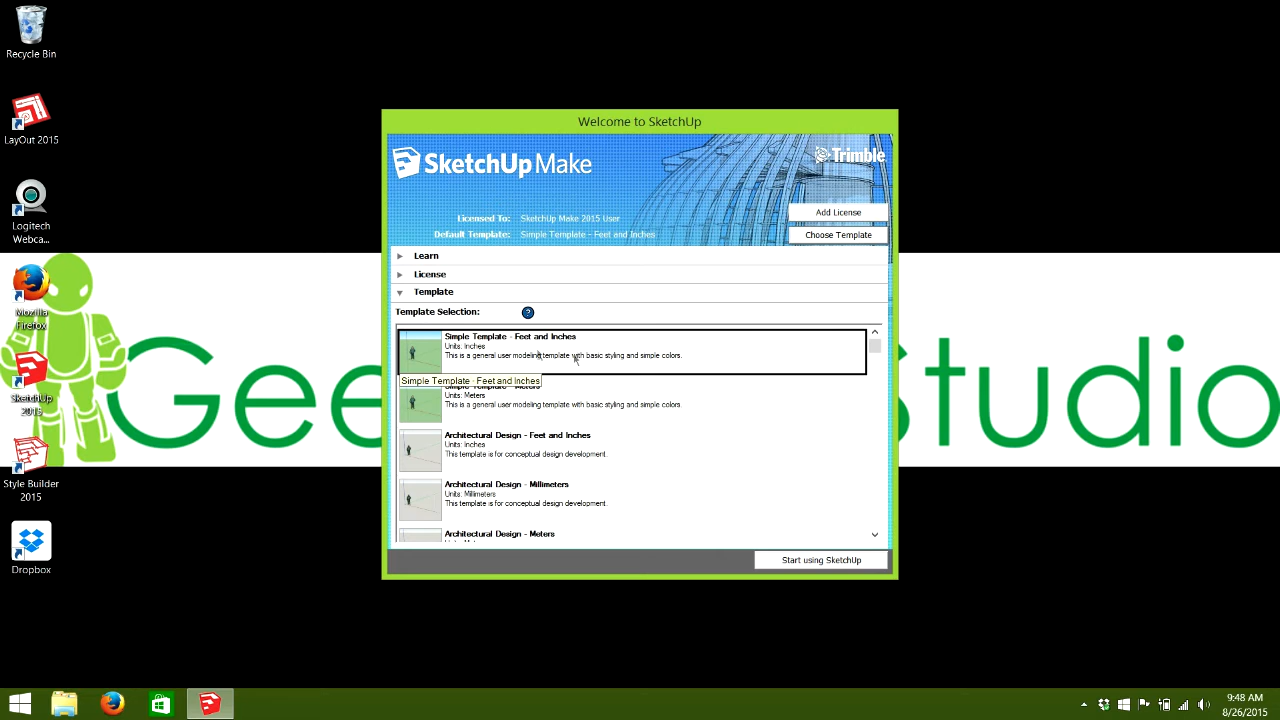 Recycle Bin
LayOut 2015
Logitech
Webca...
Mozilla
Firefox
SketchUp
2015
Style Builder
2015
Dropbox
Gee
Studio
Welcome to SketchUp
SketchUp Make
Trimble
Licensed To: SketchUp Make 2015 User
Add License
Default Template: Simple Template - Feet and Inches
Choose Template
Learn
License
Template
Template Selection: ?
Simple Template - Feet and Inches
Units: Inches
This is a general user modeling template with basic styling and simple colors.
Simple Template - Feet and Inches
Simple Template - Meters
Units: Meters
This is a general user modeling template with basic styling and simple colors.
Architectural Design - Feet and Inches
Units: Inches
This template is for conceptual design development.
Architectural Design - Millimeters
Units: Millimeters
This template is for conceptual design development.
Architectural Design - Meters
Start using SketchUp
9:48 AM
8/26/2015